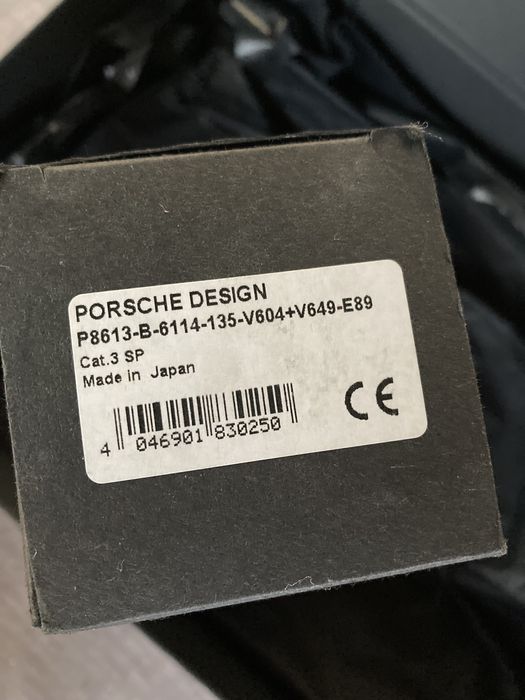 PORSCHE DESIGN
P8613-B-6114-135-V604+V649-E89
Cat.3 SP
Made in Japan
CE
4 046901 830250